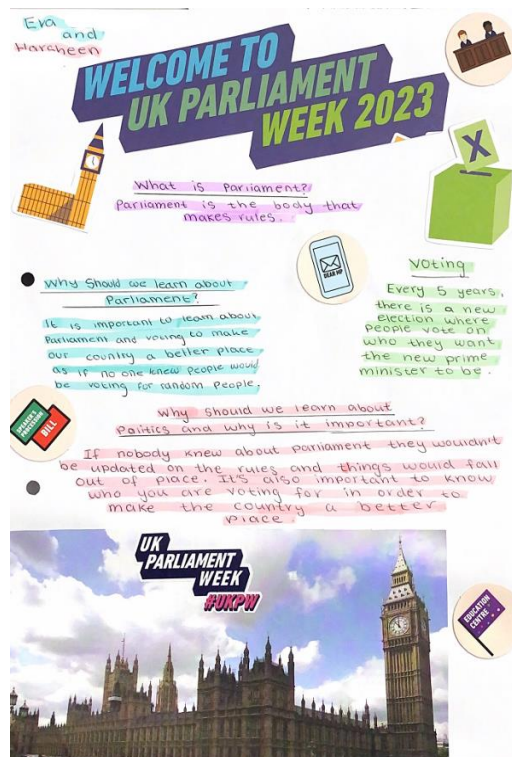 Eva
and
Harcheen
WELCOME TO
UK PARLIAMENT
WEEK 2023
X
What is Parliament?
Parliament is the body that
makes rules.
DEAR MP
Why Should we learn about
Parliament?
It is important to learn about
Parliament and voting to make
our country a better place
as if no one knew people would
be voting for random people.
Voting
Every 5 years,
there is a new
election where
people vote on
who they want
the new prime
minister to be.
SPEAKER'S
PROCESSION
BILL
Why should we learn about
Politics and why is it important?
If nobody knew about parliament they wouldn't
be updated on the rules and things would fall
out of place. It's also important to know
who you are voting for in order to
make the country a better
place.
UK
PARLIAMENT
WEEK
#UKPW
EDUCATION
CENTRE